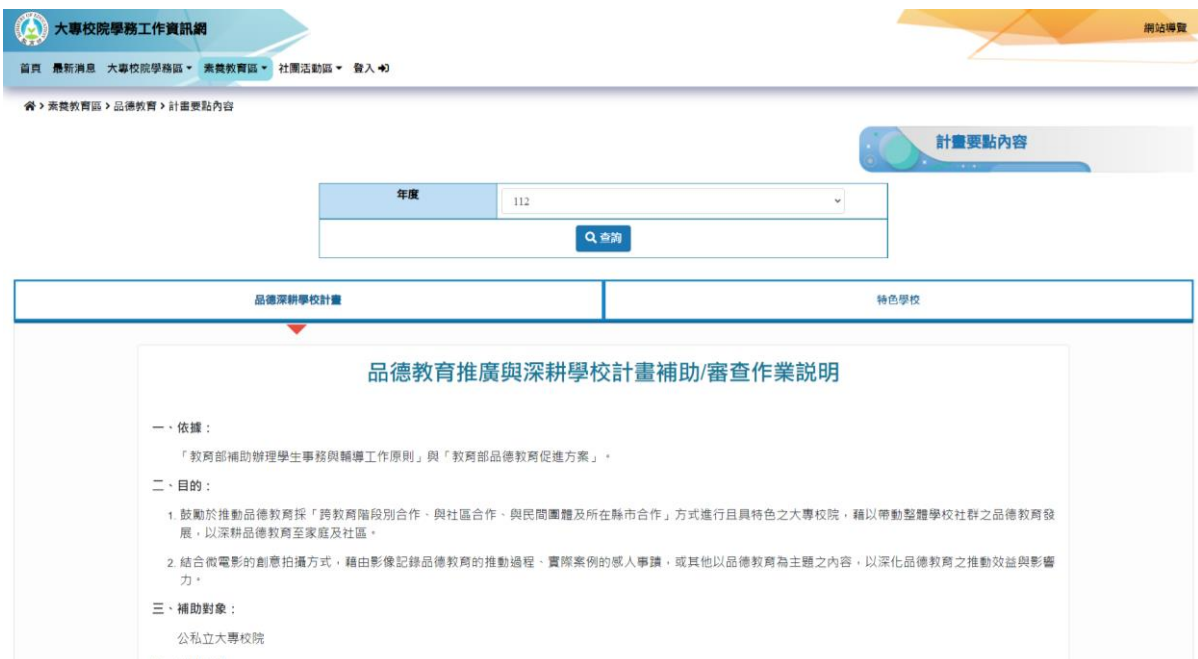 大專校院學務工作資訊網
網站導覽
首頁 最新消息 大專校院學務區 素養教育區 社團活動區 登入
素養教育區 > 品德教育 > 計畫要點內容
計畫要點內容
年度 112
查詢
品德深耕學校計畫 特色學校
品德教育推廣與深耕學校計畫補助/審查作業説明
一、依據：
「教育部補助辦理學生事務與輔導工作原則」與「教育部品德教育促進方案」。
二、目的：
1. 鼓勵於推動品德教育採「跨教育階段別合作、與社區合作、與民間團體及所在縣市合作」方式進行且具特色之大專校院，藉以帶動整體學校社群之品德教育發
展，以深耕品德教育至家庭及社區。
2. 結合微電影的創意拍攝方式，藉由影像記錄品德教育的推動過程、實際案例的感人事蹟，或其他以品德教育為主題之內容，以深化品德教育之推動效益與影響
力。
三、補助對象：
公私立大專校院